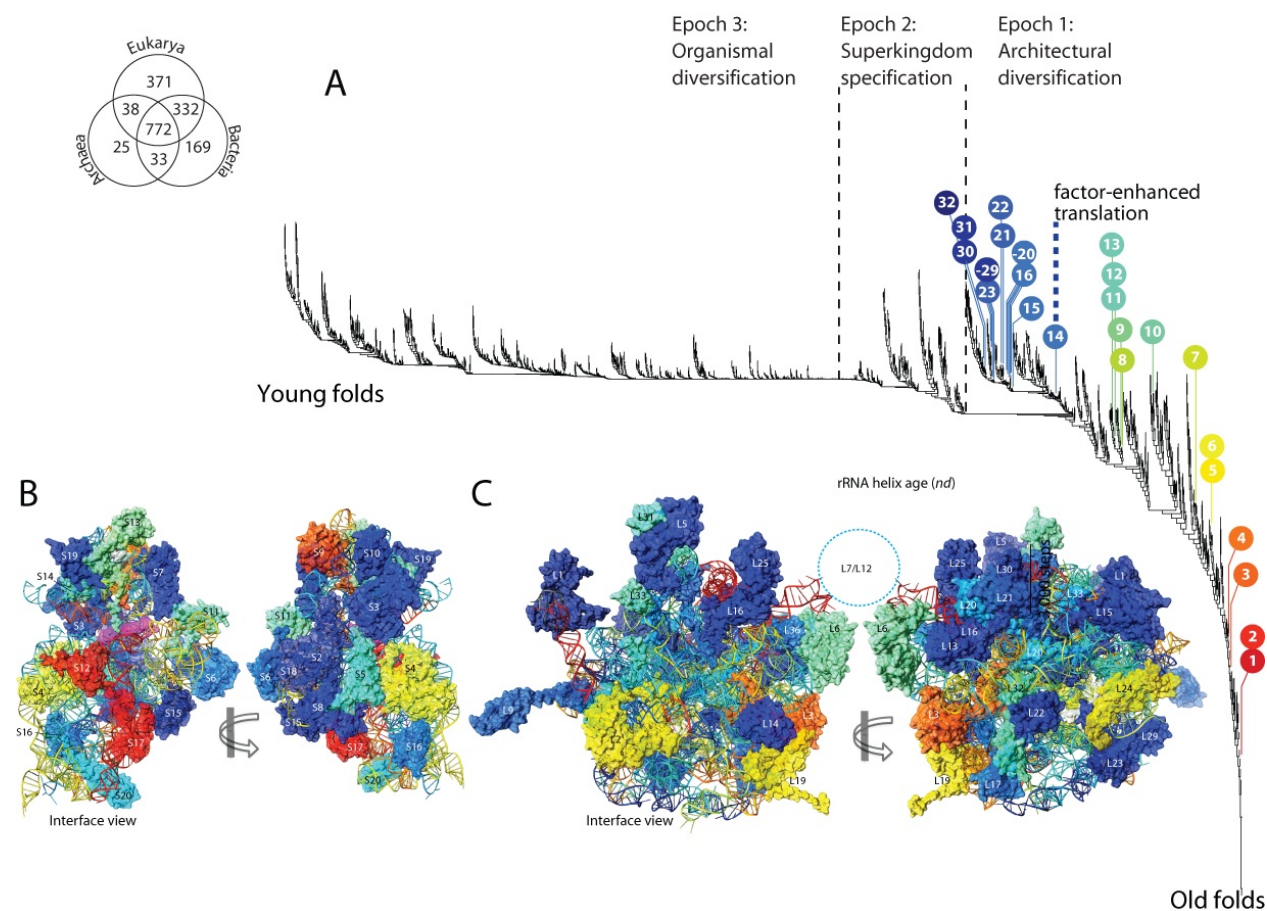 Epoch 3:
Organismal
diversification
Epoch 2:
Superkingdom
specification
Epoch 1:
Architectural
diversification
Eukarya
371
38
332
772
25
33
169
Archaea
Bacteria
A
factor-enhanced
translation
32
31
30
-29
23
22
21
-20
16
15
14
13
12
11
9
8
10
7
6
5
4
3
2
1
Young folds
Old folds
B
S13
S19
S14
S7
S3
S11
S12
S4
S6
S16
S15
S17
S20
Interface view
S9
S10
S19
S3
S11
S2
S6
S18
S5
S4
S8
S15
S17
S16
S20
C
rRNA helix age (nd)
L31
L5
L1
L25
L33
L16
L36
L6
L9
L14
L3
L19
Interface view
L7/L12
L6
L5
L25
L30
L21
L33
L1
L20
L15
L16
L13
L32
L24
L3
L22
L29
L23
L19
L17